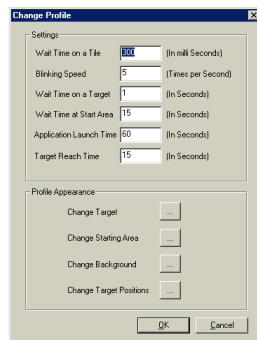 Change Profile
Settings
Wait Time on a Tile 300 (In milli Seconds)
Blinking Speed 5 (Times per Second)
Wait Time on a Target 1 (In Seconds)
Wait Time at Start Area 15 (In Seconds)
Application Launch Time 60 (In Seconds)
Target Reach Time 15 (In Seconds)
Profile Appearance
Change Target ...
Change Starting Area ...
Change Background ...
Change Target Positions ...
OK Cancel